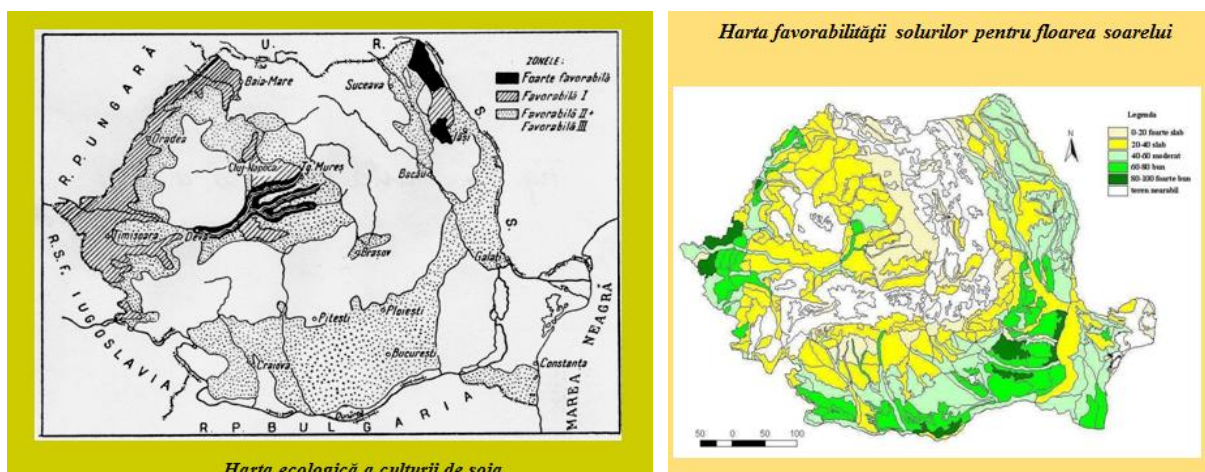 ZONELE:
Foarte favorabilă
Favorabilă I
Favorabilă II+
Favorabilă III
U. R. S. S.
R. P. UNGARĂ
R.S.F. IUGOSLAVIA
R. P. BULGARIA
MAREA NEAGRĂ
Baia-Mare
Suceava
Oradea
Iași
Cluj-Napoca
Tg. Mureș
Bacău
Timișoara
Deva
Brașov
Galați
Pitești
Ploiești
București
Craiova
Constanța
Harta ecologică a culturii de soia
Harta favorabilităţii solurilor pentru floarea soarelui
Legenda
0-20 foarte slab
20-40 slab
40-60 moderat
60-80 bun
80-100 foarte bun
teren nearabil
N
50 0 50 100